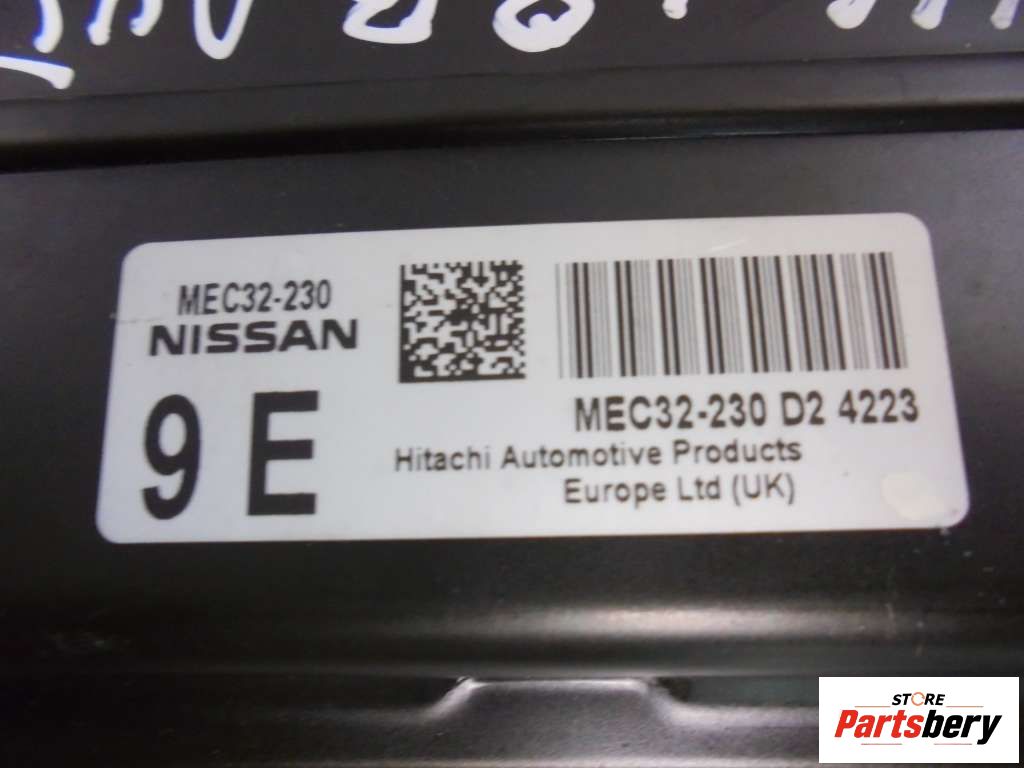 MEC32-230
NISSAN
9 E
MEC32-230 D2 4223
Hitachi Automotive Products
Europe Ltd (UK)
STORE
Partsbery